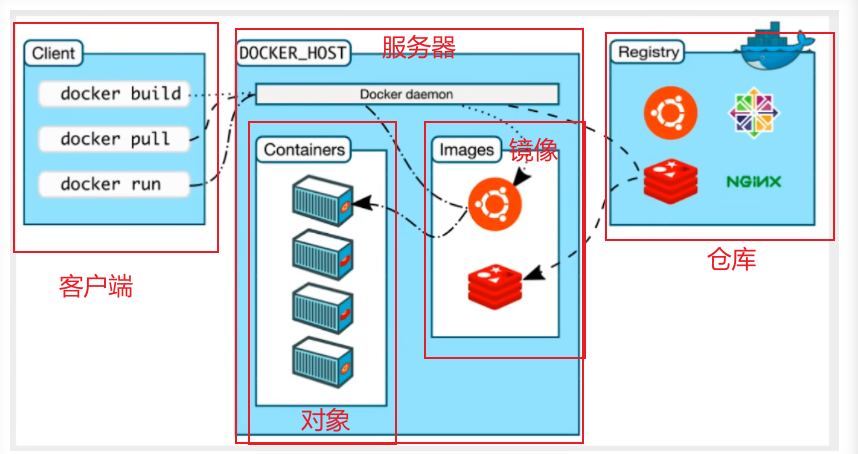 Client
docker build
docker pull
docker run
客户端
DOCKER_HOST
服务器
Docker daemon
Containers
对象
Images
镜像
Registry
NGINX
仓库